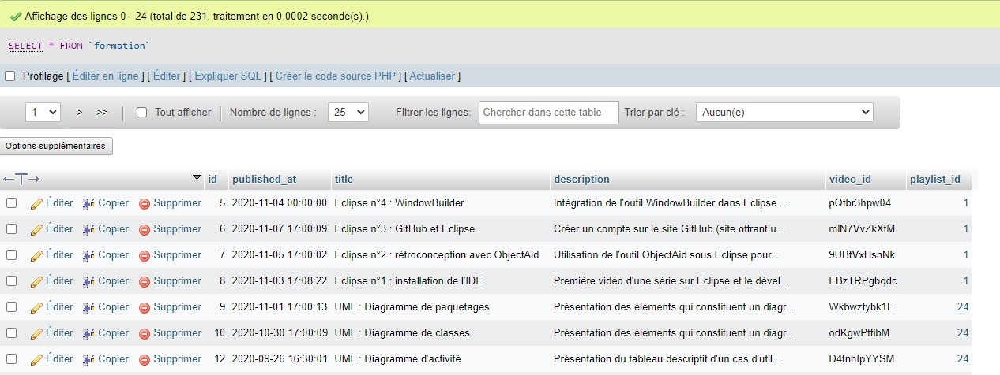 Affichage des lignes 0 - 24 (total de 231, traitement en 0,0002 seconde(s).)
SELECT * FROM `formation`
Profilage [ Éditer en ligne ] [ Éditer ] [ Expliquer SQL ] [ Créer le code source PHP ] [ Actualiser ]
1 > >> Tout afficher Nombre de lignes : 25 Filtrer les lignes: Chercher dans cette table Trier par clé : Aucun(e)
Options supplémentaires
←T→ id published_at title description video_id playlist_id
Éditer Copier Supprimer 5 2020-11-04 00:00:00 Eclipse n°4 : WindowBuilder Intégration de l'outil WindowBuilder dans Eclipse ... pQfbr3hpw04 1
Éditer Copier Supprimer 6 2020-11-07 17:00:09 Eclipse n°3 : GitHub et Eclipse Créer un compte sur le site GitHub (site offrant u... mIN7VvZkXtM 1
Éditer Copier Supprimer 7 2020-11-05 17:00:02 Eclipse n°2 : rétroconception avec ObjectAid Utilisation de l'outil ObjectAid sous Eclipse pour... 9UBtVxHsnNk 1
Éditer Copier Supprimer 8 2020-11-03 17:08:22 Eclipse n°1 : installation de l'IDE Première vidéo d'une série sur Eclipse et le dével... EBzTRPgbqdc 1
Éditer Copier Supprimer 9 2020-11-01 17:00:13 UML : Diagramme de paquetages Présentation des éléments qui constituent un diagr... Wkbwzfybk1E 24
Éditer Copier Supprimer 10 2020-10-30 17:00:09 UML : Diagramme de classes Présentation des éléments qui constituent un diagr... odKgwPftibM 24
Éditer Copier Supprimer 12 2020-09-26 16:30:01 UML : Diagramme d'activité Présentation du tableau descriptif d'un cas d'util... D4tnhIpYYSM 24